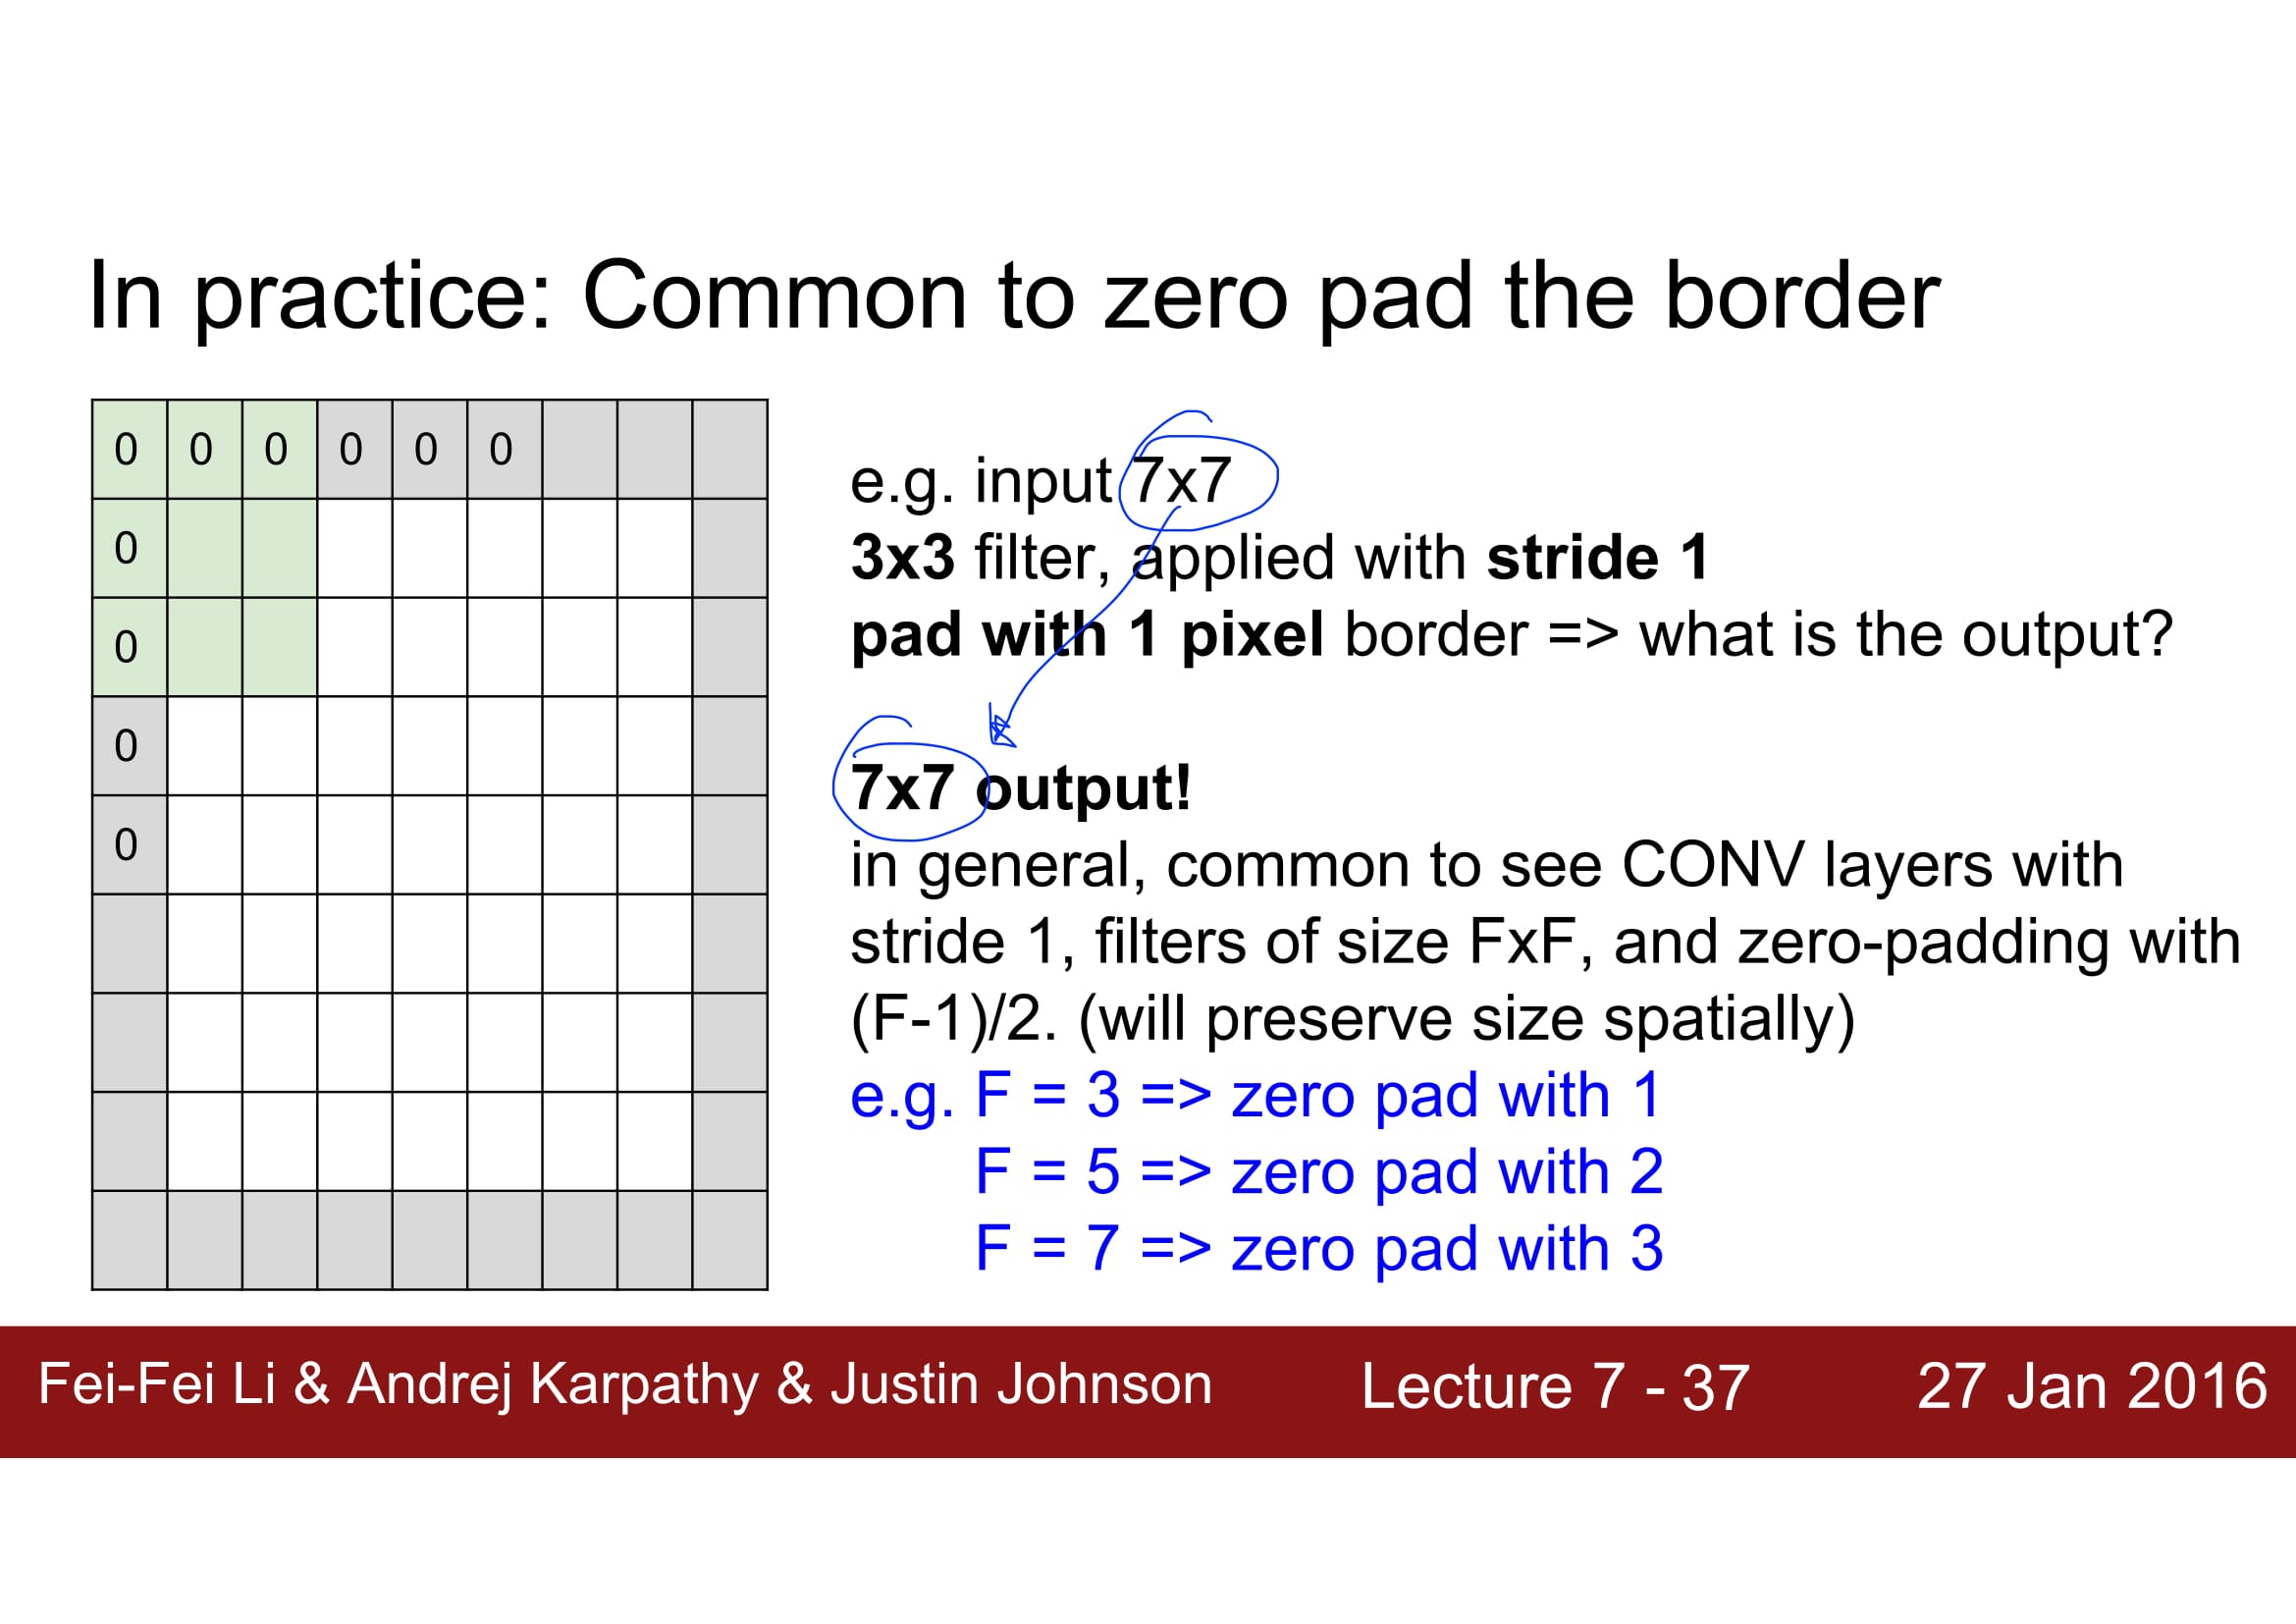 In practice: Common to zero pad the border
0 0 0 0 0 0
0
0
0
0
e.g. input 7x7
3x3 filter, applied with stride 1
pad with 1 pixel border => what is the output?
7x7 output!
in general, common to see CONV layers with
stride 1, filters of size FxF, and zero-padding with
(F-1)/2. (will preserve size spatially)
e.g. F = 3 => zero pad with 1
F = 5 => zero pad with 2
F = 7 => zero pad with 3
Fei-Fei Li & Andrej Karpathy & Justin Johnson Lecture 7 - 37 27 Jan 2016